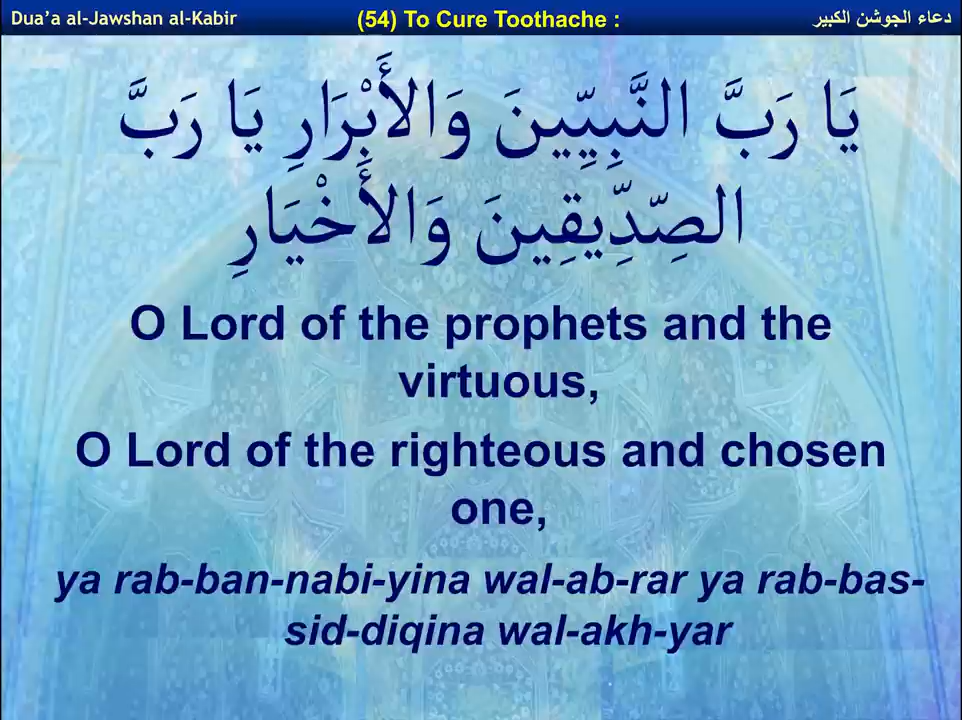 Dua’a al-Jawshan al-Kabir
(54) To Cure Toothache :
دعاء الجوشن الكبير
يَا رَبَّ النَّبِيِّينَ وَالأَبْرَارِ يَا رَبَّ
الصِّدِّيقِينَ وَالأَخْيَارِ
O Lord of the prophets and the
virtuous,
O Lord of the righteous and chosen
one,
ya rab-ban-nabi-yina wal-ab-rar ya rab-bas-
sid-diqina wal-akh-yar